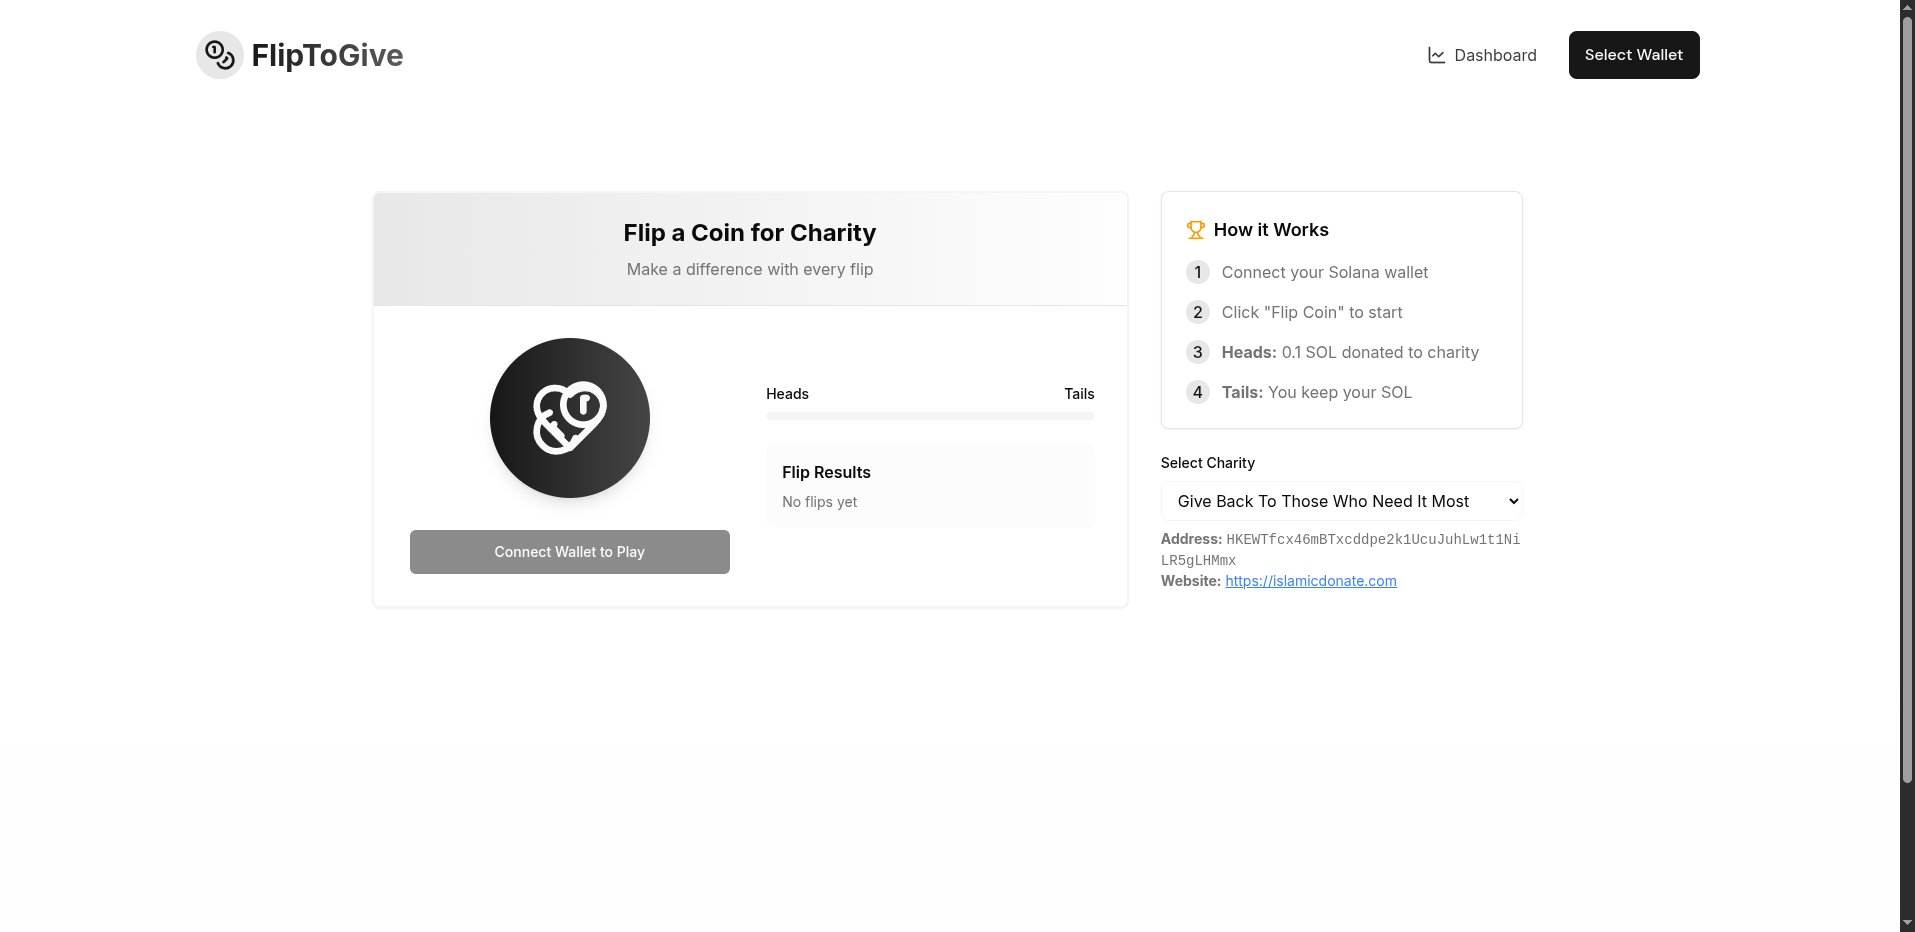 FlipToGive
Dashboard
Select Wallet
Flip a Coin for Charity
Make a difference with every flip
Heads
Tails
Flip Results
No flips yet
Connect Wallet to Play
How it Works
1 Connect your Solana wallet
2 Click "Flip Coin" to start
3 Heads: 0.1 SOL donated to charity
4 Tails: You keep your SOL
Select Charity
Give Back To Those Who Need It Most
Address: HKEWTfcx46mBTxcddpe2k1UcuJuhLw1t1Ni
LR5gLHMmx
Website: https://islamicdonate.com